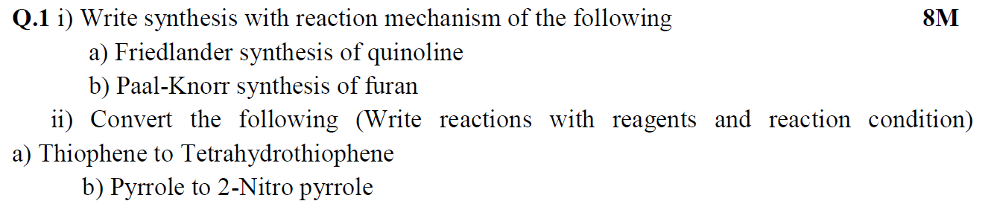 Q.1 i) Write synthesis with reaction mechanism of the following 8M
a) Friedlander synthesis of quinoline
b) Paal-Knorr synthesis of furan
ii) Convert the following (Write reactions with reagents and reaction condition)
a) Thiophene to Tetrahydrothiophene
b) Pyrrole to 2-Nitro pyrrole